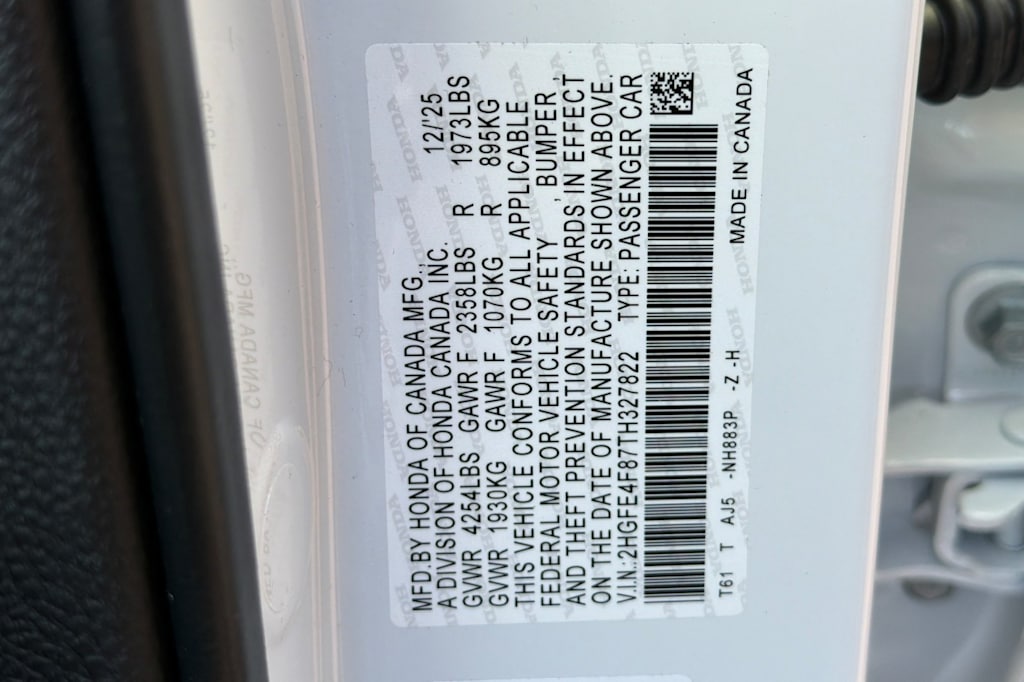 MFD.BY HONDA OF CANADA MFG.,
A DIVISION OF HONDA CANADA INC. 12/'25
GVWR 4254LBS GAWR F 2358LBS R 1973LBS
GVWR 1930KG GAWR F 1070KG R 895KG
THIS VEHICLE CONFORMS TO ALL APPLICABLE
FEDERAL MOTOR VEHICLE SAFETY, BUMPER,
AND THEFT PREVENTION STANDARDS IN EFFECT
ON THE DATE OF MANUFACTURE SHOWN ABOVE.
V.I.N.:2HGFE4F87TH327822 TYPE: PASSENGER CAR
T61 T AJ5 -NH883P -Z -H MADE IN CANADA